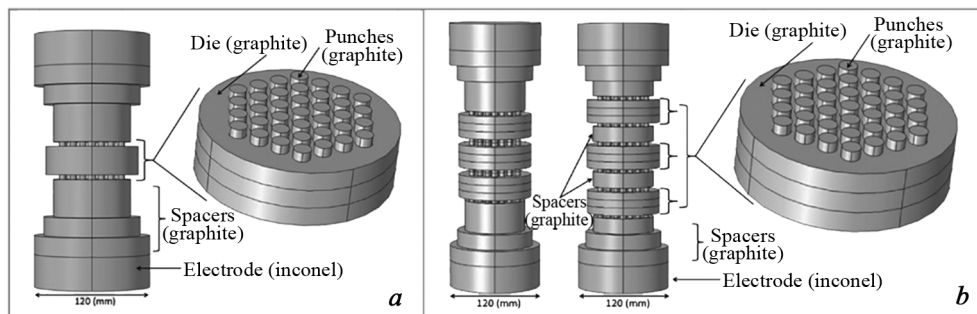 Die (graphite)
Punches
(graphite)
Spacers
(graphite)
Electrode (inconel)
120 (mm)
a
Die (graphite)
Punches
(graphite)
Spacers
(graphite)
Spacers
(graphite)
Electrode (inconel)
120 (mm)
120 (mm)
b